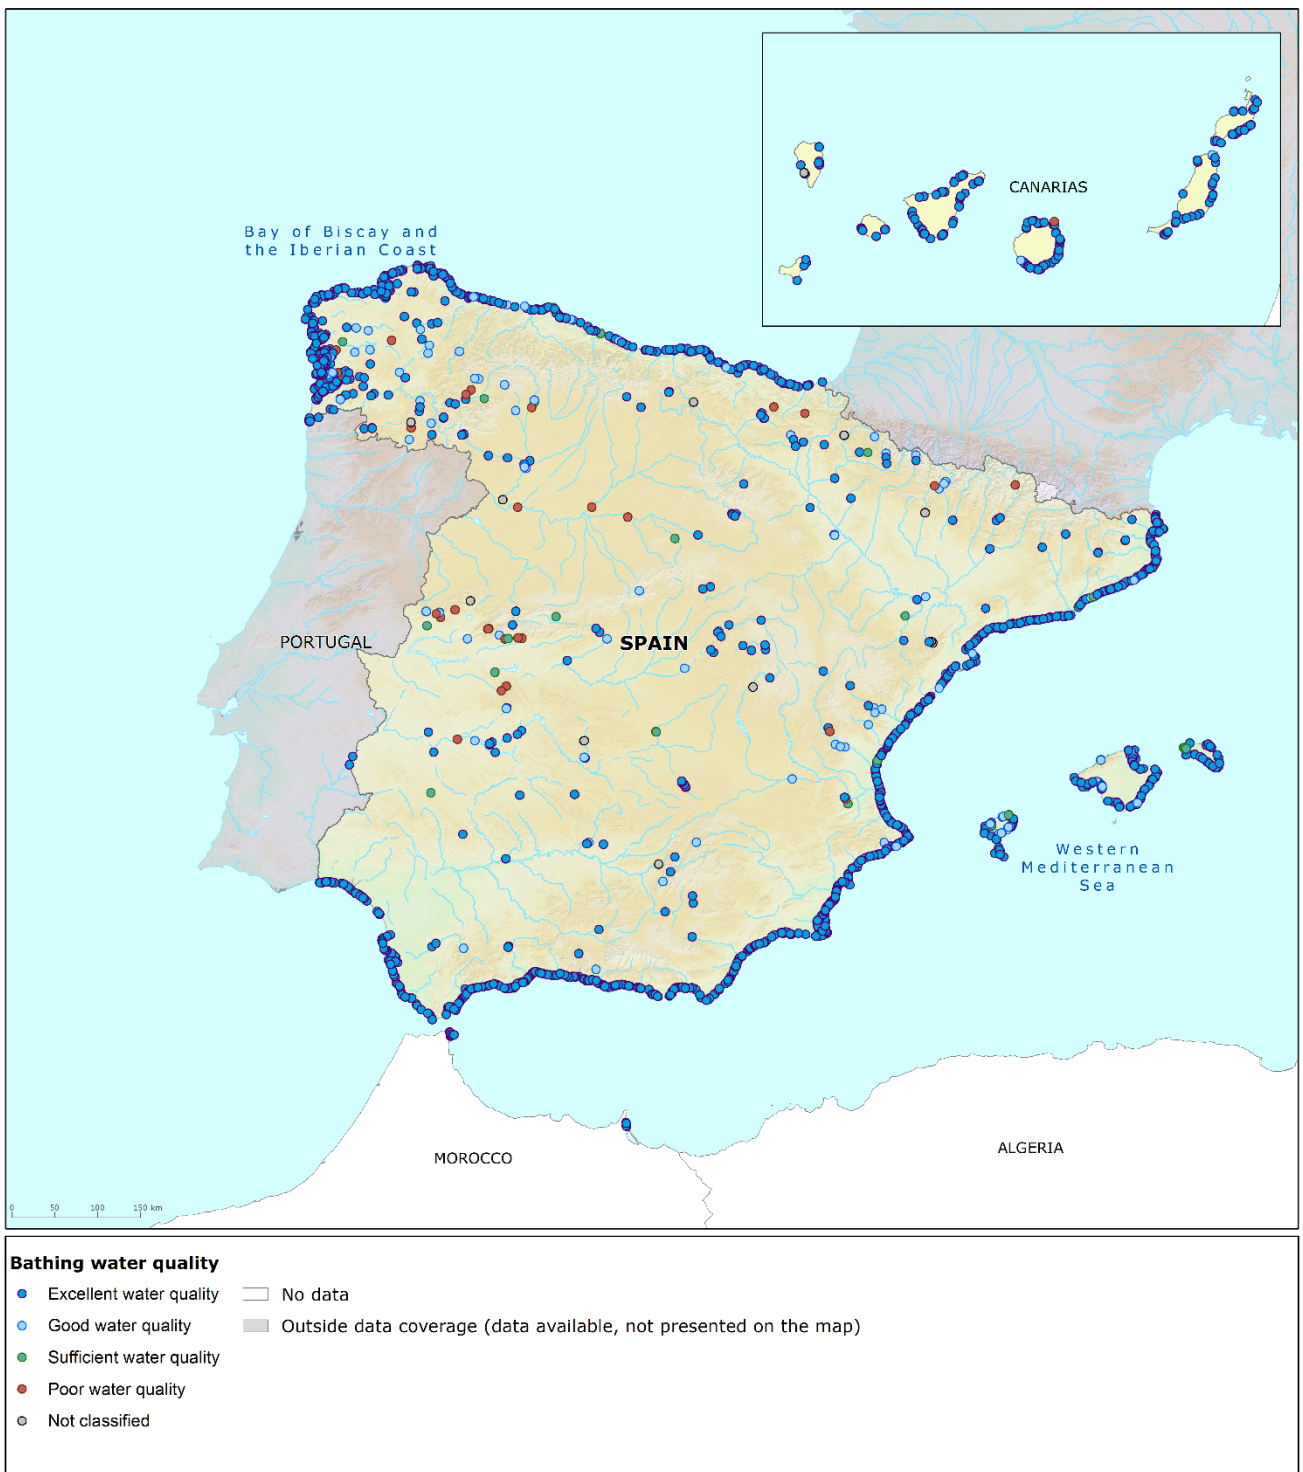 CANARIAS
Bay of Biscay and
the Iberian Coast
PORTUGAL
SPAIN
Western
Mediterranean
Sea
MOROCCO
ALGERIA
0 50 100 150 km
Bathing water quality
Excellent water quality
No data
Good water quality
Outside data coverage (data available, not presented on the map)
Sufficient water quality
Poor water quality
Not classified